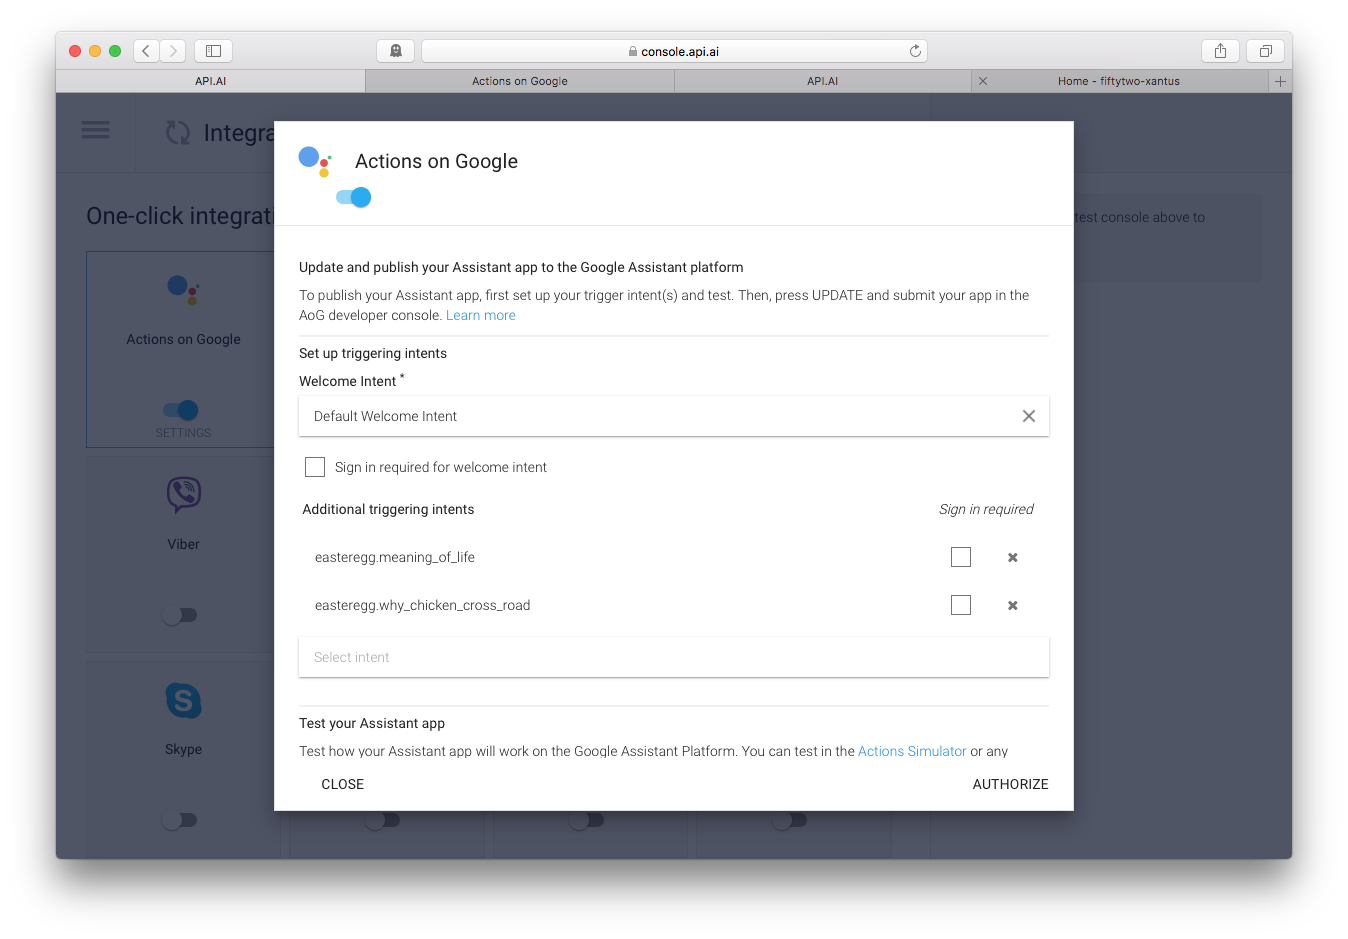 console.api.ai
API.AI
Actions on Google
API.AI
Home - fiftytwo-xantus
Integra
One-click integrati
test console above to
Actions on Google
SETTINGS
Viber
Skype
Actions on Google
Update and publish your Assistant app to the Google Assistant platform
To publish your Assistant app, first set up your trigger intent(s) and test. Then, press UPDATE and submit your app in the
AoG developer console. Learn more
Set up triggering intents
Welcome Intent *
Default Welcome Intent
Sign in required for welcome intent
Additional triggering intents
Sign in required
easteregg.meaning_of_life
easteregg.why_chicken_cross_road
Select intent
Test your Assistant app
Test how your Assistant app will work on the Google Assistant Platform. You can test in the Actions Simulator or any
CLOSE
AUTHORIZE